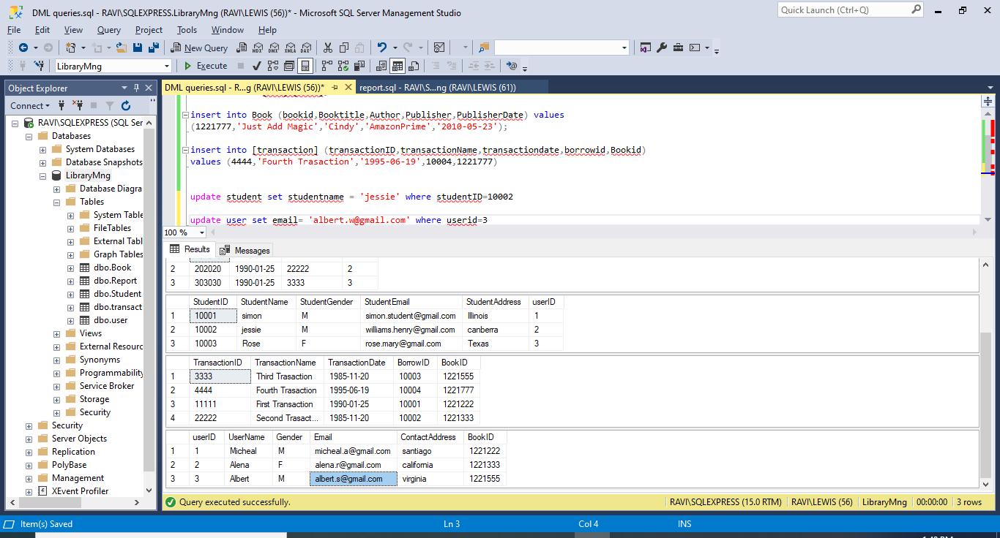 DML queries.sql - RAVI\SQLEXPRESS.LibraryMng (RAVI\LEWIS (56))* - Microsoft SQL Server Management Studio
Quick Launch (Ctrl+Q)
File Edit View Query Project Tools Window Help
New Query
MDX DMX XMLA DAX
LibraryMng
Execute
Object Explorer
Connect
RAVI\SQLEXPRESS (SQL Ser
Databases
System Databases
Database Snapshots
LibraryMng
Database Diagra
Tables
System Table
FileTables
External Tabl
Graph Tables
dbo.Book
dbo.Report
dbo.Student
dbo.transact
dbo.user
Views
External Resourc
Synonyms
Programmability
Service Broker
Storage
Security
Security
Server Objects
Replication
PolyBase
Management
XEvent Profiler
DML queries.sql - R...g (RAVI\LEWIS (56))*
report.sql - RAVI\S...ng (RAVI\LEWIS (61))
insert into Book (bookid,Booktitle,Author,Publisher,PublisherDate) values
(1221777,'Just Add Magic','Cindy','AmazonPrime','2010-05-23');
insert into [transaction] (transactionID,transactionName,transactiondate,borrowid,Bookid)
values (4444,'Fourth Trasaction','1995-06-19',10004,1221777)
update student set studentname = 'jessie' where studentID=10002
update user set email= 'albert.w@gmail.com' where userid=3
100 %
Results Messages
2 202020 1990-01-25 22222 2
3 303030 1990-01-25 3333 3
StudentID StudentName StudentGender StudentEmail StudentAddress userID
1 10001 simon M simon.student@gmail.com Illinois 1
2 10002 jessie M williams.henry@gmail.com canberra 2
3 10003 Rose F rose.mary@gmail.com Texas 3
TransactionID TransactionName TransactionDate BorrowID BookID
1 3333 Third Trasaction 1985-11-20 10003 1221555
2 4444 Fourth Trasaction 1995-06-19 10004 1221777
3 11111 First Transaction 1990-01-25 10001 1221222
4 22222 Second Trasact... 1985-11-20 10002 1221333
userID UserName Gender Email ContactAddress BookID
1 1 Micheal M micheal.a@gmail.com santiago 1221222
2 2 Alena F alena.r@gmail.com california 1221333
3 3 Albert M albert.s@gmail.com virginia 1221555
Query executed successfully.
RAVI\SQLEXPRESS (15.0 RTM) RAVI\LEWIS (56) LibraryMng 00:00:00 3 rows
Item(s) Saved Ln 3 Col 4 INS